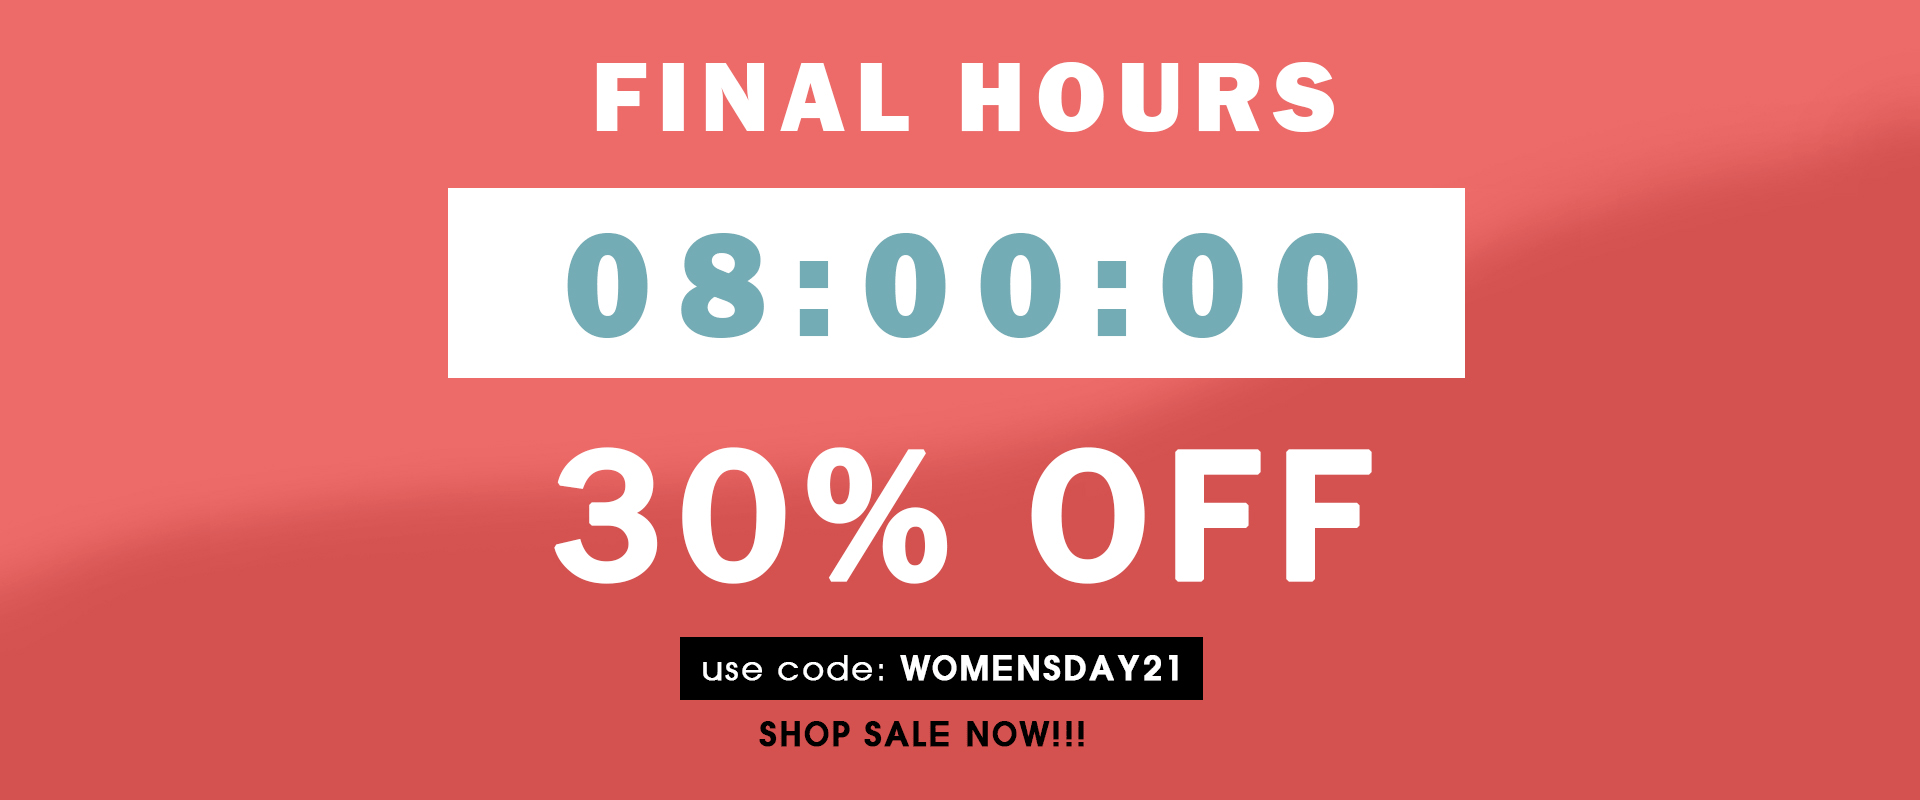 FINAL HOURS
08:00:00
30% OFF
use code: WOMENSDAY21
SHOP SALE NOW!!!